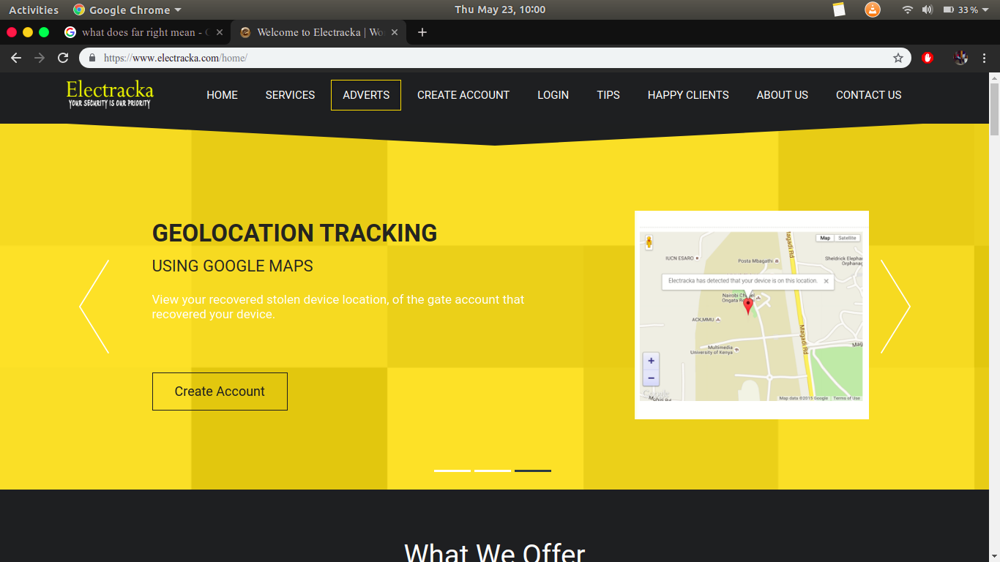 Activities Google Chrome Thu May 23, 10:00 33 %
what does far right mean - Welcome to Electracka | Wo
https://www.electracka.com/home/
Electracka
YOUR SECURITY IS OUR PRIORITY
HOME SERVICES ADVERTS CREATE ACCOUNT LOGIN TIPS HAPPY CLIENTS ABOUT US CONTACT US
GEOLOCATION TRACKING
USING GOOGLE MAPS
View your recovered stolen device location, of the gate account that
recovered your device.
Create Account
Map Satellite
Magadi Rd
IUCN ESARO
Posta Mbagathi
Sheldrick Elephan
Orphanag
Electracka has detected that your device is on this location.
Nairobi Chapel
Ongata
ACK,MMU
Magadi Rd
Multimedia
University of Kenya
Mag
+
−
Google
Map data ©2015 Google Terms of Use
What We Offer